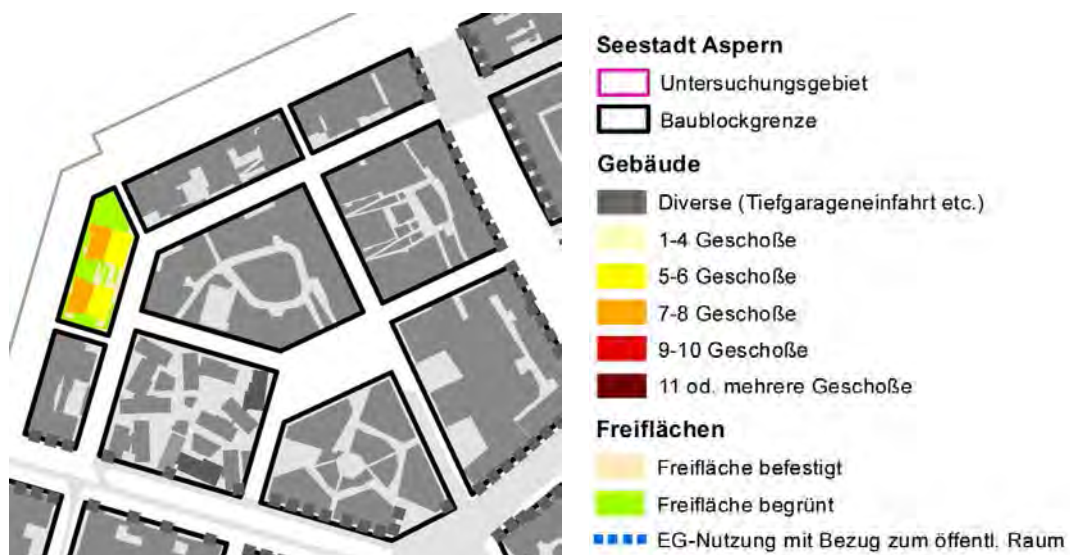 Seestadt Aspern
Untersuchungsgebiet
Baublockgrenze
Gebäude
Diverse (Tiefgarageneinfahrt etc.)
1-4 Geschoße
5-6 Geschoße
7-8 Geschoße
9-10 Geschoße
11 od. mehrere Geschoße
Freiflächen
Freifläche befestigt
Freifläche begrünt
EG-Nutzung mit Bezug zum öffentl. Raum